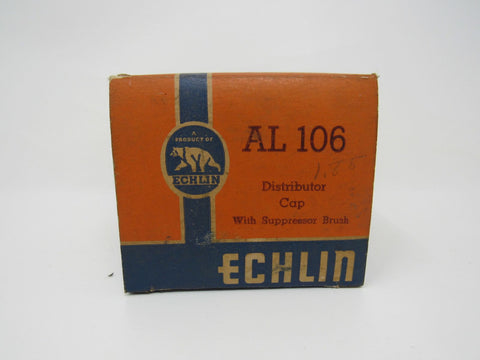 A
PRODUCT OF
ECHLIN
AL 106
1.85
Distributor
Cap
With Suppressor Brush
ECHLIN